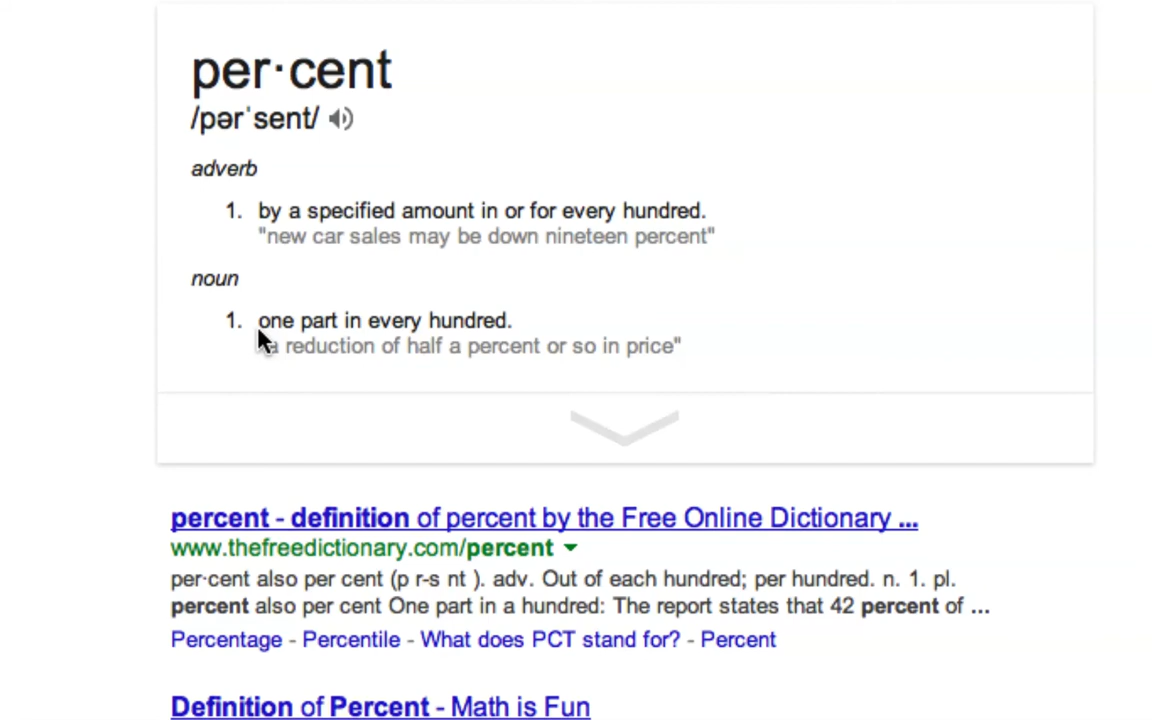 per·cent
/pərˈsent/
adverb
1. by a specified amount in or for every hundred.
"new car sales may be down nineteen percent"
noun
1. one part in every hundred.
a reduction of half a percent or so in price"
percent - definition of percent by the Free Online Dictionary ...
www.thefreedictionary.com/percent
per·cent also per cent (p r-s nt ). adv. Out of each hundred; per hundred. n. 1. pl.
percent also per cent One part in a hundred: The report states that 42 percent of ...
Percentage - Percentile - What does PCT stand for? - Percent
Definition of Percent - Math is Fun